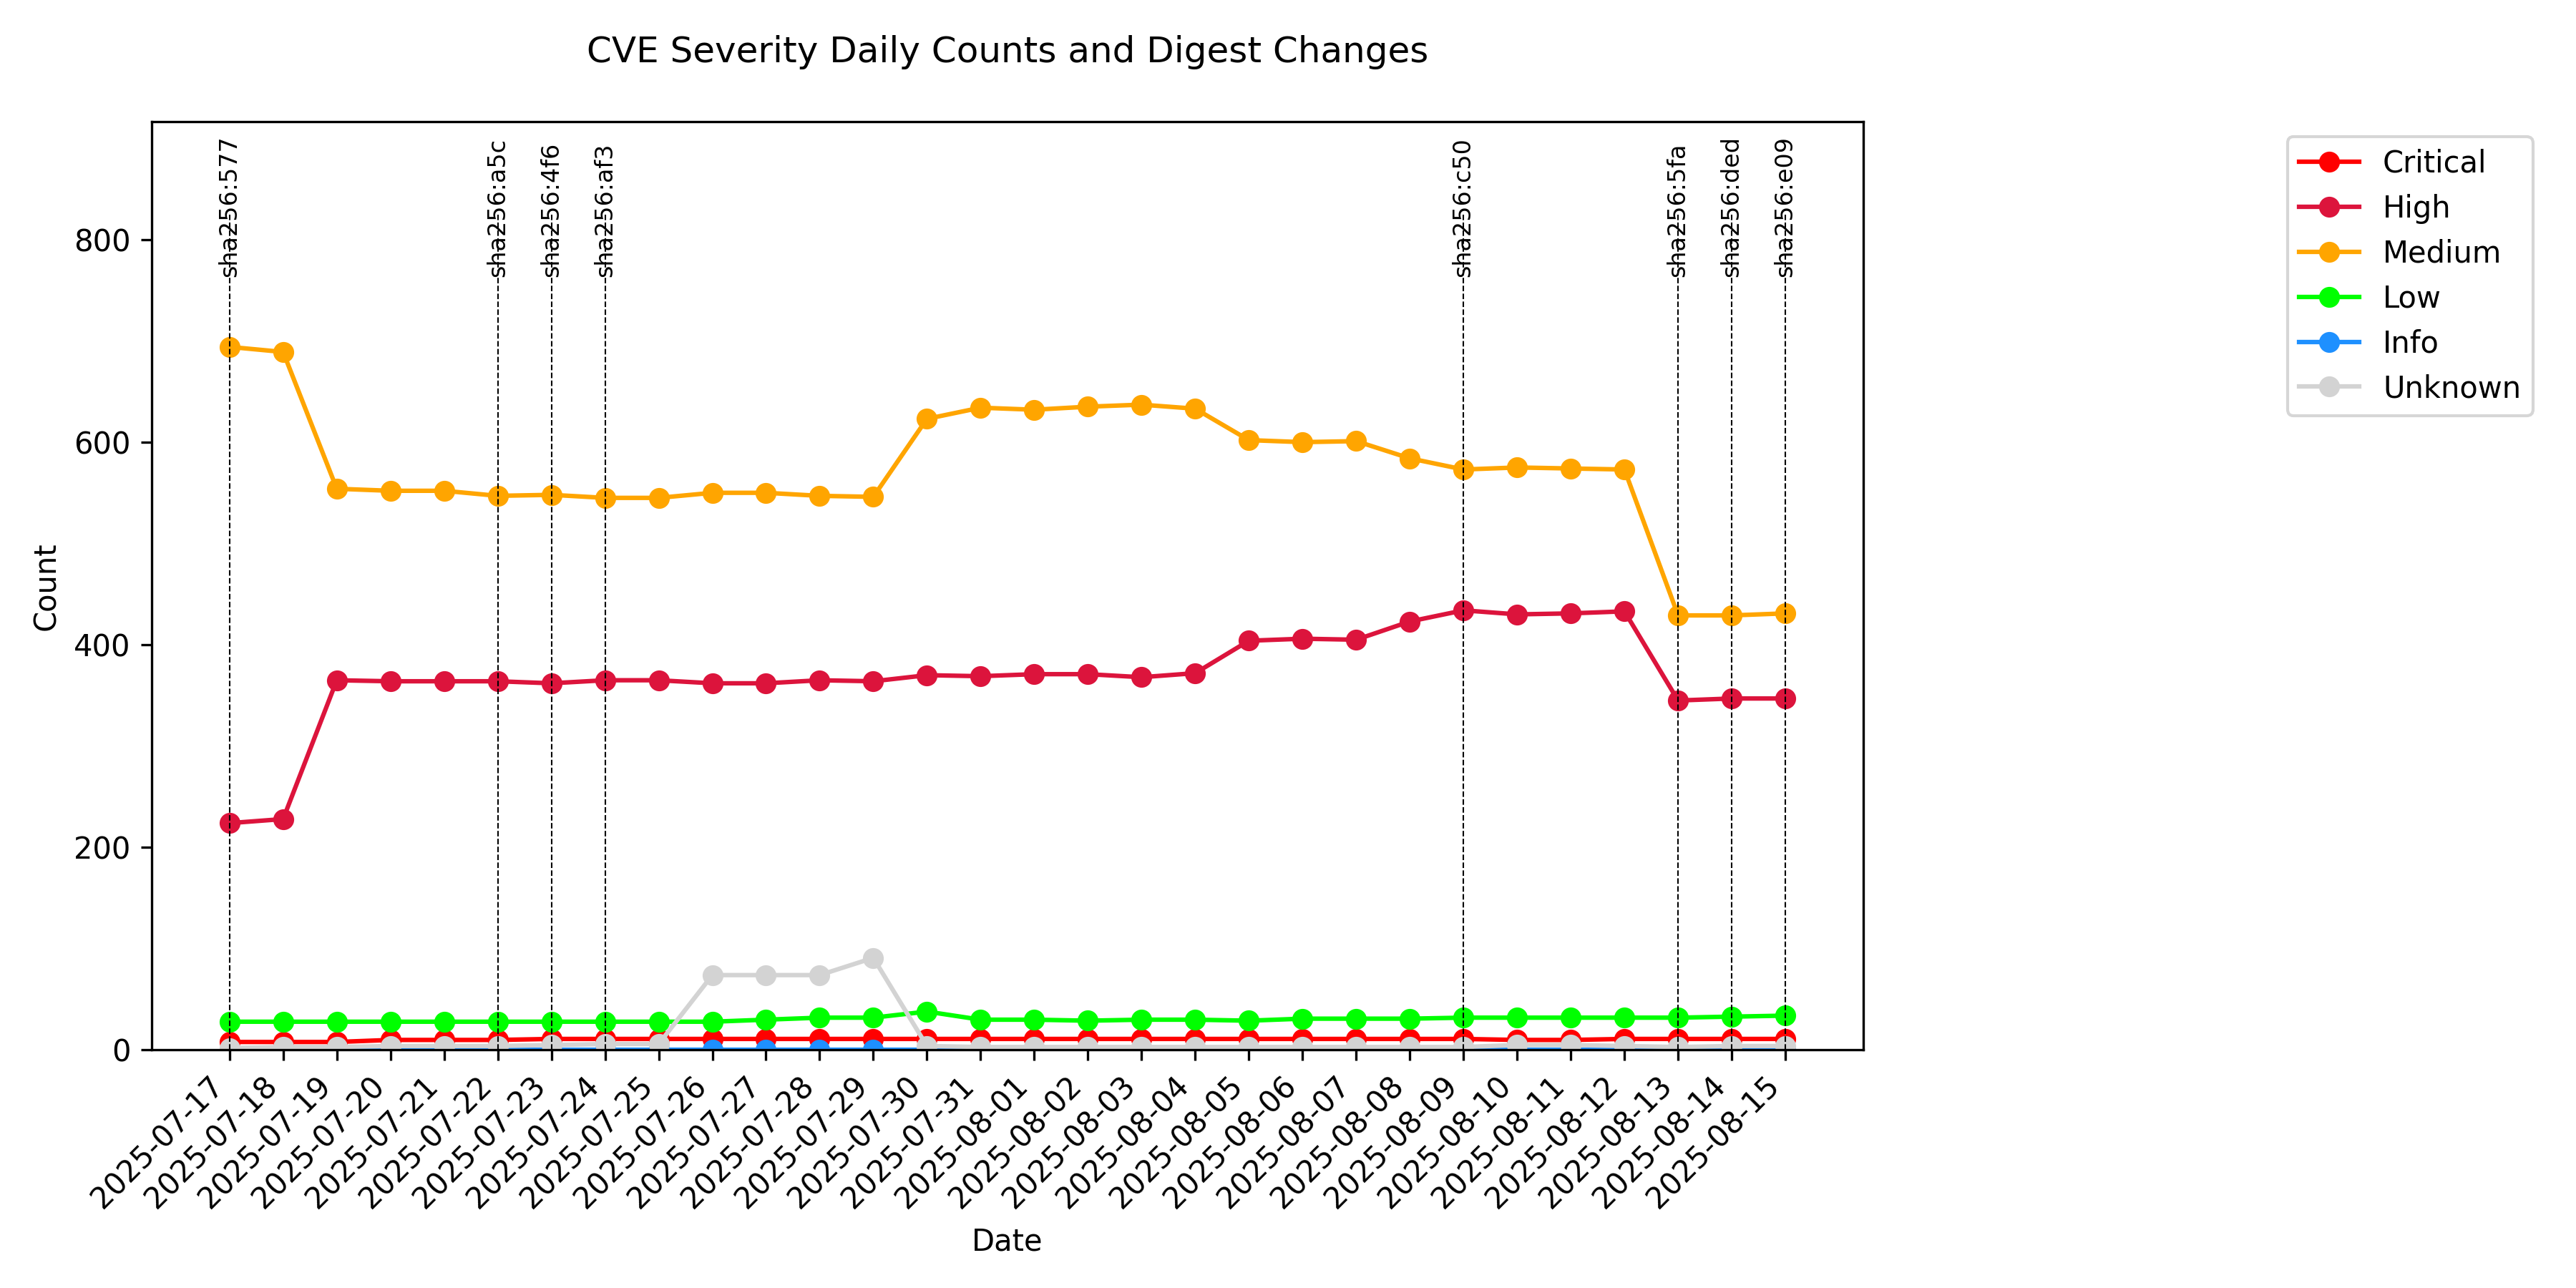 CVE Severity Daily Counts and Digest Changes
sha256:577
sha256:a5c
sha256:4f6
sha256:af3
sha256:c50
sha256:5fa
sha256:ded
sha256:e09
Critical
High
Medium
Low
Info
Unknown
Count
800
600
400
200
0
2025-07-17
2025-07-18
2025-07-19
2025-07-20
2025-07-21
2025-07-22
2025-07-23
2025-07-24
2025-07-25
2025-07-26
2025-07-27
2025-07-28
2025-07-29
2025-07-30
2025-07-31
2025-08-01
2025-08-02
2025-08-03
2025-08-04
2025-08-05
2025-08-06
2025-08-07
2025-08-08
2025-08-09
2025-08-10
2025-08-11
2025-08-12
2025-08-13
2025-08-14
2025-08-15
Date